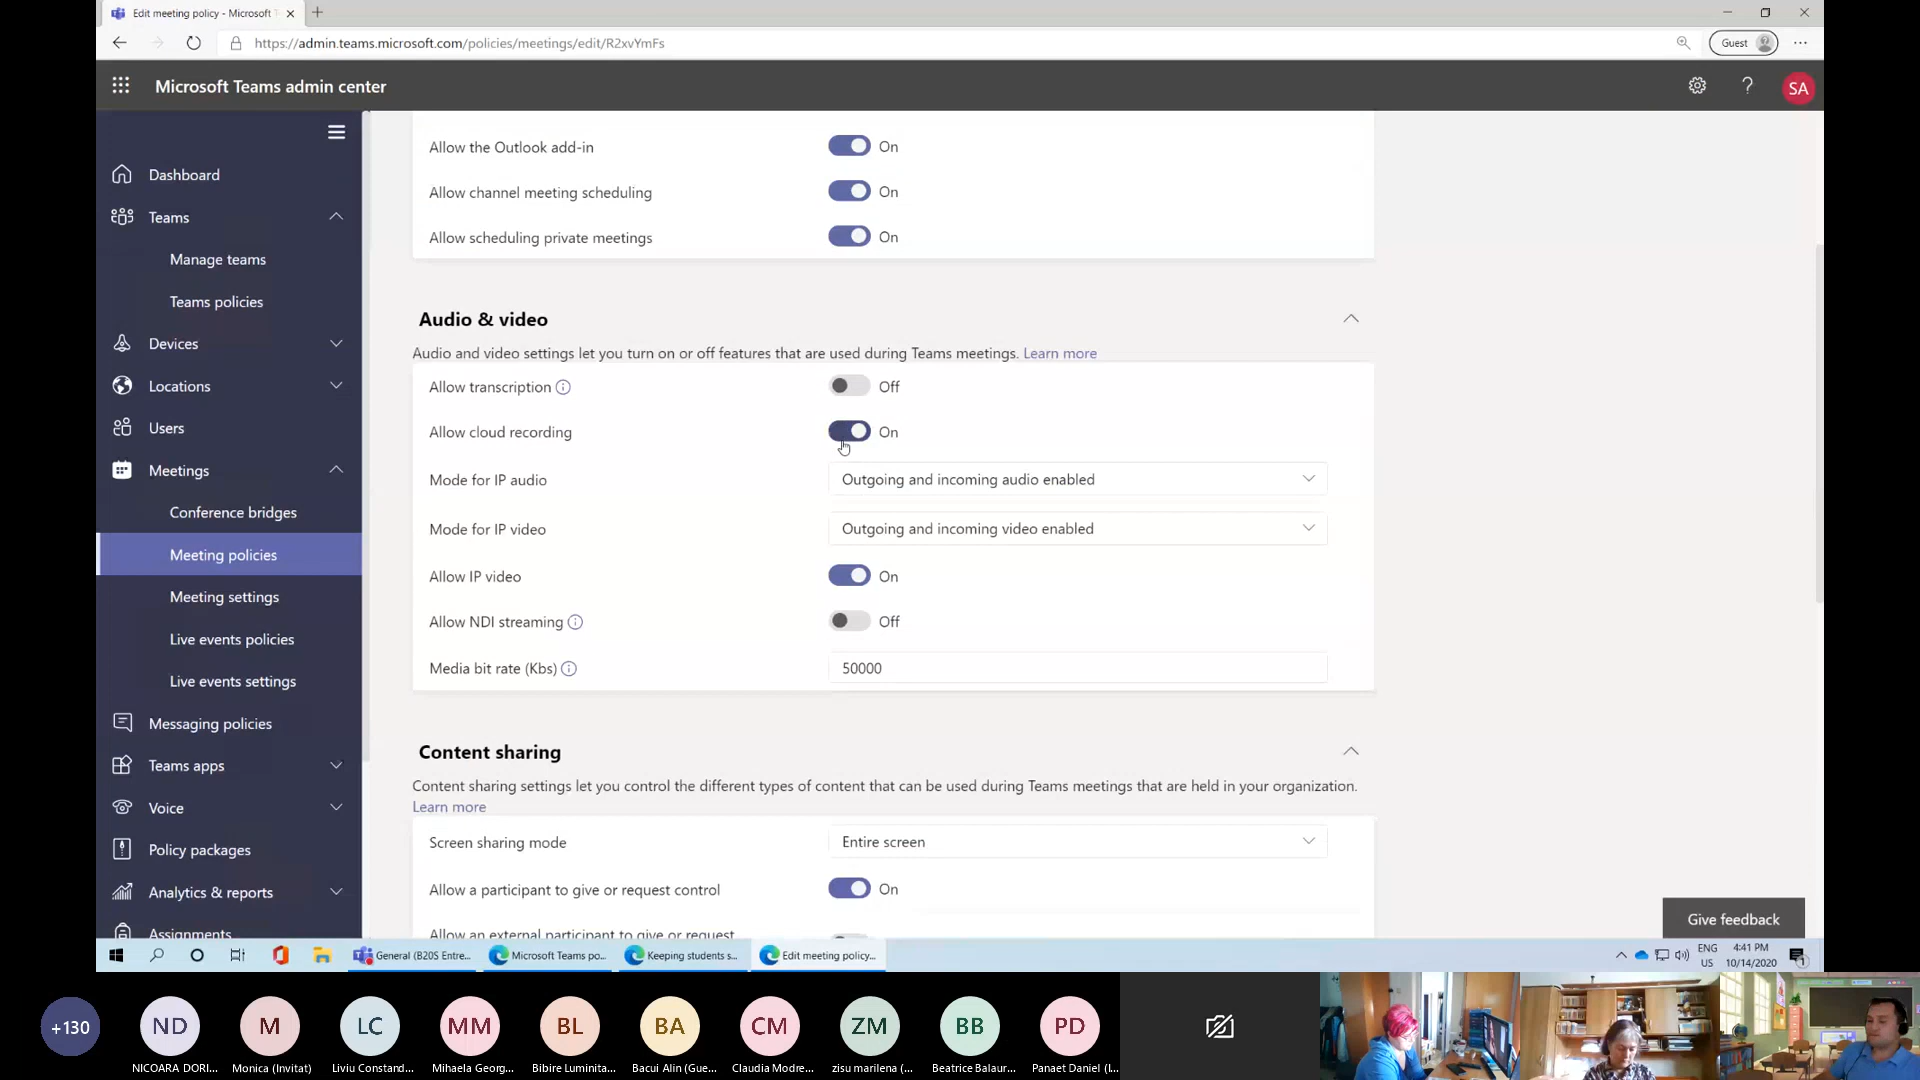 Edit meeting policy - Microsoft T
https://admin.teams.microsoft.com/policies/meetings/edit/R2xvYmFs
Guest
Microsoft Teams admin center
SA
Dashboard
Teams
Manage teams
Teams policies
Devices
Locations
Users
Meetings
Conference bridges
Meeting policies
Meeting settings
Live events policies
Live events settings
Messaging policies
Teams apps
Voice
Policy packages
Analytics & reports
Assignments
Allow the Outlook add-in On
Allow channel meeting scheduling On
Allow scheduling private meetings On
Audio & video
Audio and video settings let you turn on or off features that are used during Teams meetings. Learn more
Allow transcription Off
Allow cloud recording On
Mode for IP audio Outgoing and incoming audio enabled
Mode for IP video Outgoing and incoming video enabled
Allow IP video On
Allow NDI streaming Off
Media bit rate (Kbs) 50000
Content sharing
Content sharing settings let you control the different types of content that can be used during Teams meetings that are held in your organization.
Learn more
Screen sharing mode Entire screen
Allow a participant to give or request control On
Allow an external participant to give or request
Give feedback
General (B20S Entre...
Microsoft Teams po...
Keeping students s...
Edit meeting policy...
ENG
US
4:41 PM
10/14/2020
+130
ND
M
LC
MM
BL
BA
CM
ZM
BB
PD
NICOARA DORI...
Monica (Invitat)
Liviu Constand...
Mihaela Georg...
Bibire Luminita...
Bacui Alin (Gue...
Claudia Modre...
zisu marilena (...
Beatrice Balaur...
Panaet Daniel (I...